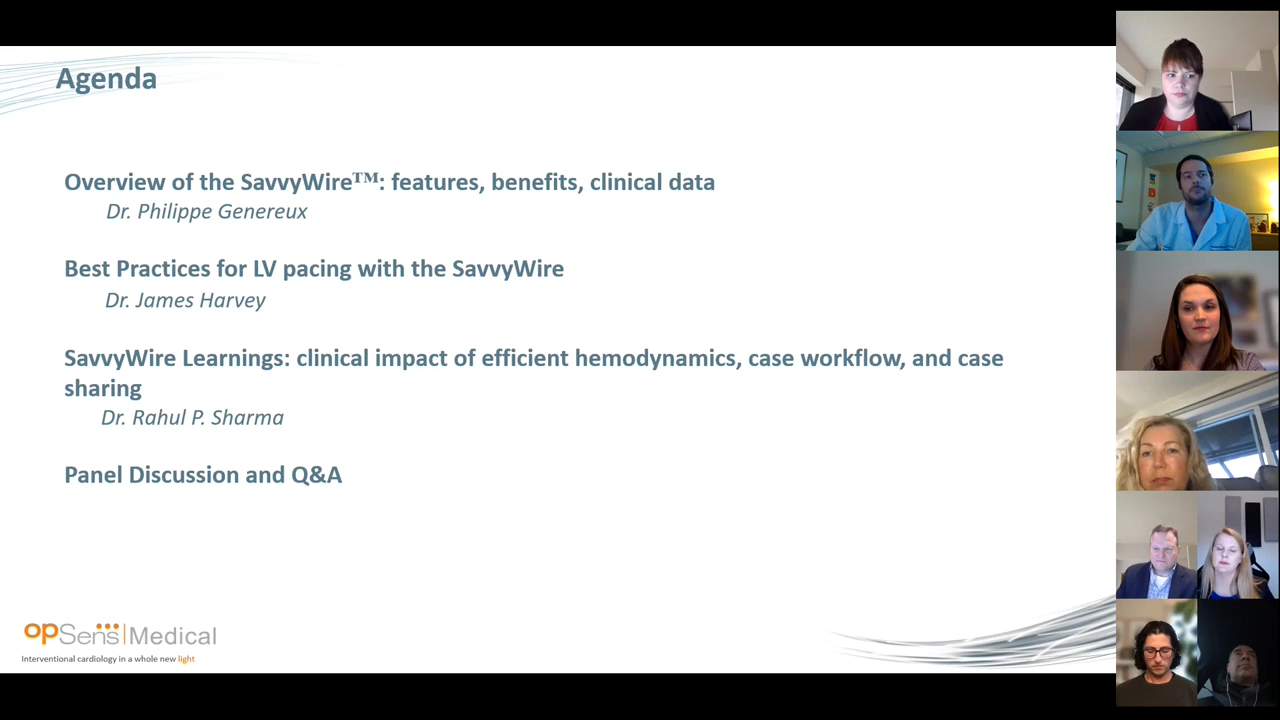 Agenda
Overview of the SavvyWire™: features, benefits, clinical data
Dr. Philippe Genereux
Best Practices for LV pacing with the SavvyWire
Dr. James Harvey
SavvyWire Learnings: clinical impact of efficient hemodynamics, case workflow, and case
sharing
Dr. Rahul P. Sharma
Panel Discussion and Q&A
opSens|Medical
Interventional cardiology in a whole new light